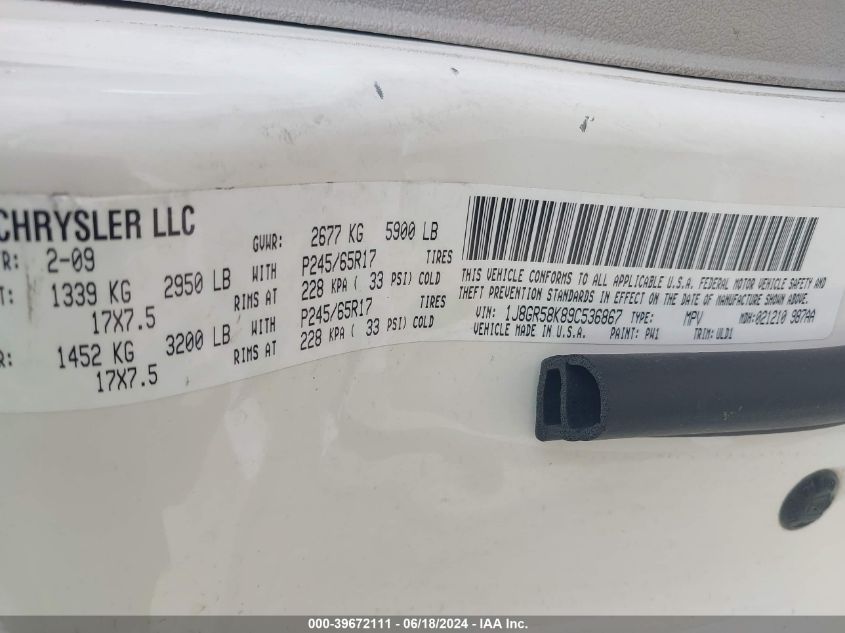 CHRYSLER LLC
R: 2-09 GVWR: 2677 KG 5900 LB
T: 1339 KG 2950 LB WITH P245/65R17 TIRES
17X7.5 RIMS AT 228 KPA ( 33 PSI) COLD
R: 1452 KG 3200 LB WITH P245/65R17 TIRES
17X7.5 RIMS AT 228 KPA ( 33 PSI) COLD
THIS VEHICLE CONFORMS TO ALL APPLICABLE U.S.A. FEDERAL MOTOR VEHICLE SAFETY AND
THEFT PREVENTION STANDARDS IN EFFECT ON THE DATE OF MANUFACTURE SHOWN ABOVE.
VIN: 1J8GR58K89C536867 TYPE: MPV MDH: 021210 987AA
VEHICLE MADE IN U.S.A. PAINT: PW1 TRIM: ULD1
000-39672111 - 06/18/2024 - IAA Inc.